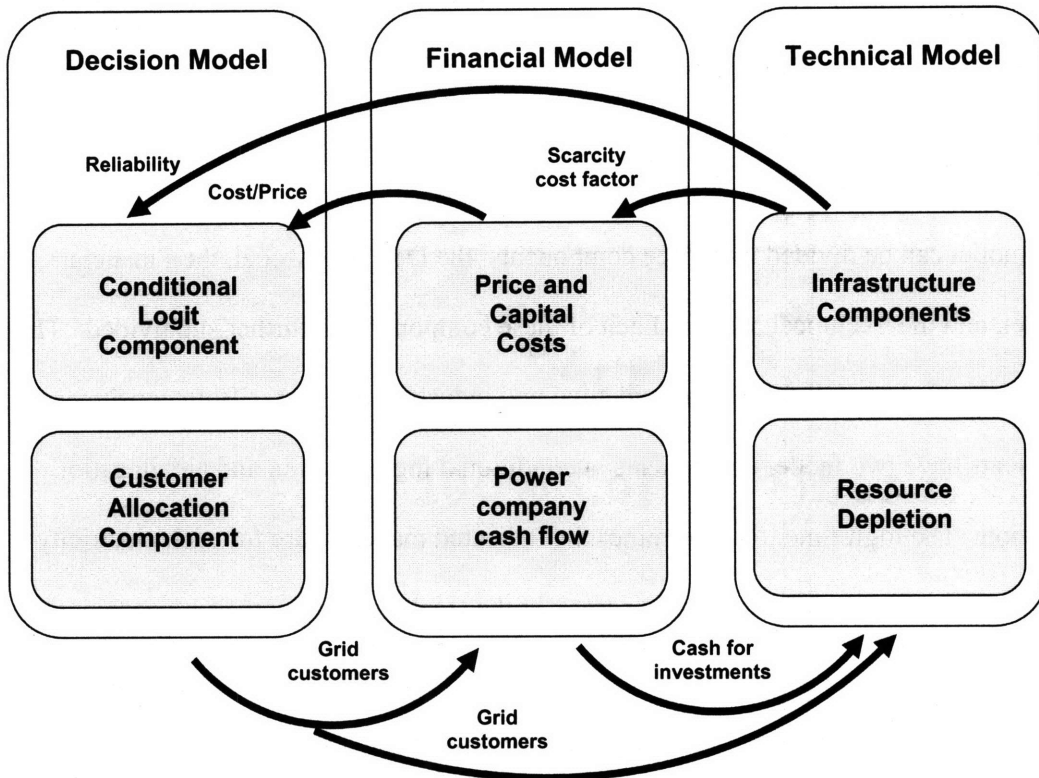 Decision Model
Financial Model
Technical Model
Reliability
Cost/Price
Scarcity
cost factor
Conditional
Logit
Component
Price and
Capital
Costs
Infrastructure
Components
Customer
Allocation
Component
Power
company
cash flow
Resource
Depletion
Grid
customers
Cash for
investments
Grid
customers